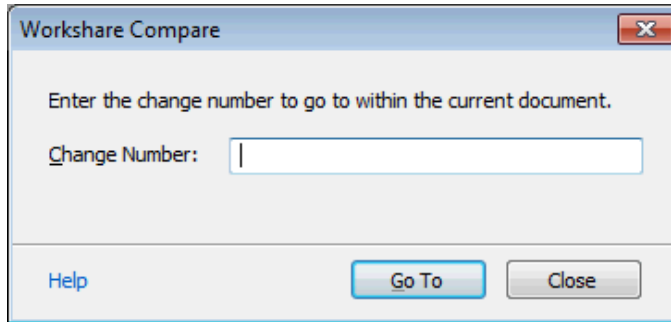 Workshare Compare
Enter the change number to go to within the current document.
Change Number:
Help
Go To
Close